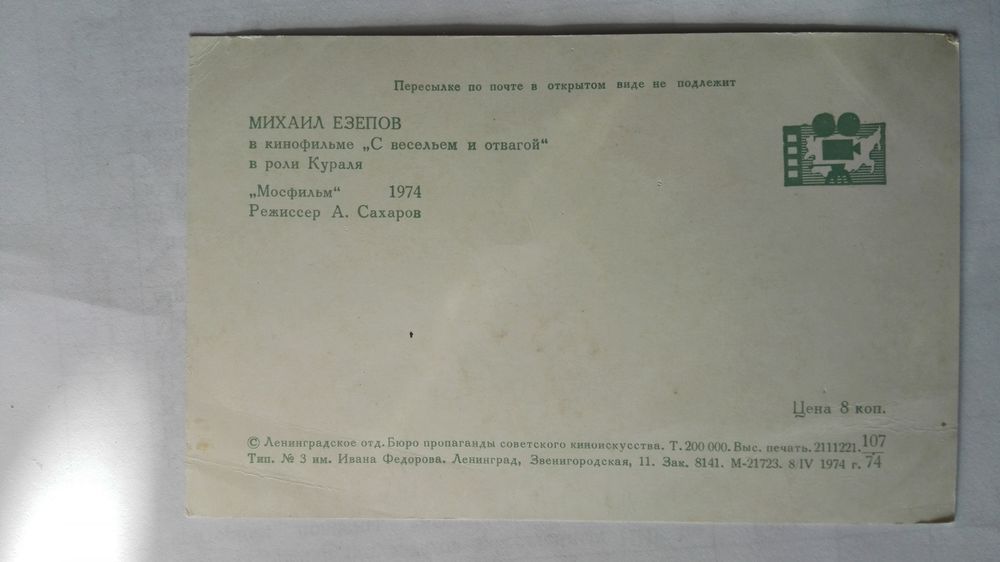 Пересылке по почте в открытом виде не подлежит
МИХАИЛ ЕЗЕПОВ
в кинофильме „С весельем и отвагой“
в роли Кураля
„Мосфильм“ 1974
Режиссер А. Сахаров
Цена 8 коп.
© Ленинградское отд. Бюро пропаганды советского киноискусства. Т. 200 000. Выс. печать. 2111221. 107/74
Тип. № 3 им. Ивана Федорова. Ленинград, Звенигородская, 11. Зак. 8141. М-21723. 8/IV 1974 г.